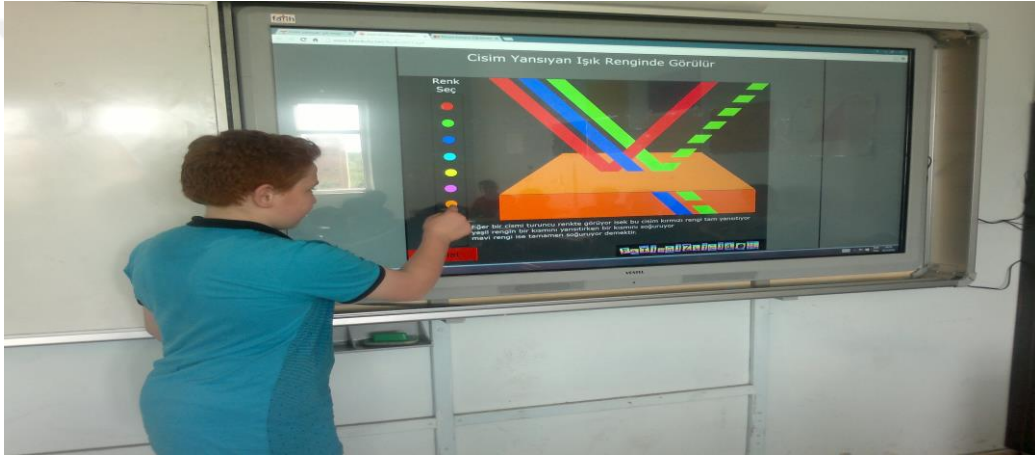 fatih
Cisim Yansıyan Işık Renginde Görülür
Renk
Seç
Eğer bir cismi turuncu renkte görüyor isek bu cisim kırmızı rengi tam yansıtıyor
yeşil rengin bir kısmını yansıtırken bir kısmını soğuruyor
mavi rengi ise tamamen soğuruyor demektir.
VESTEL